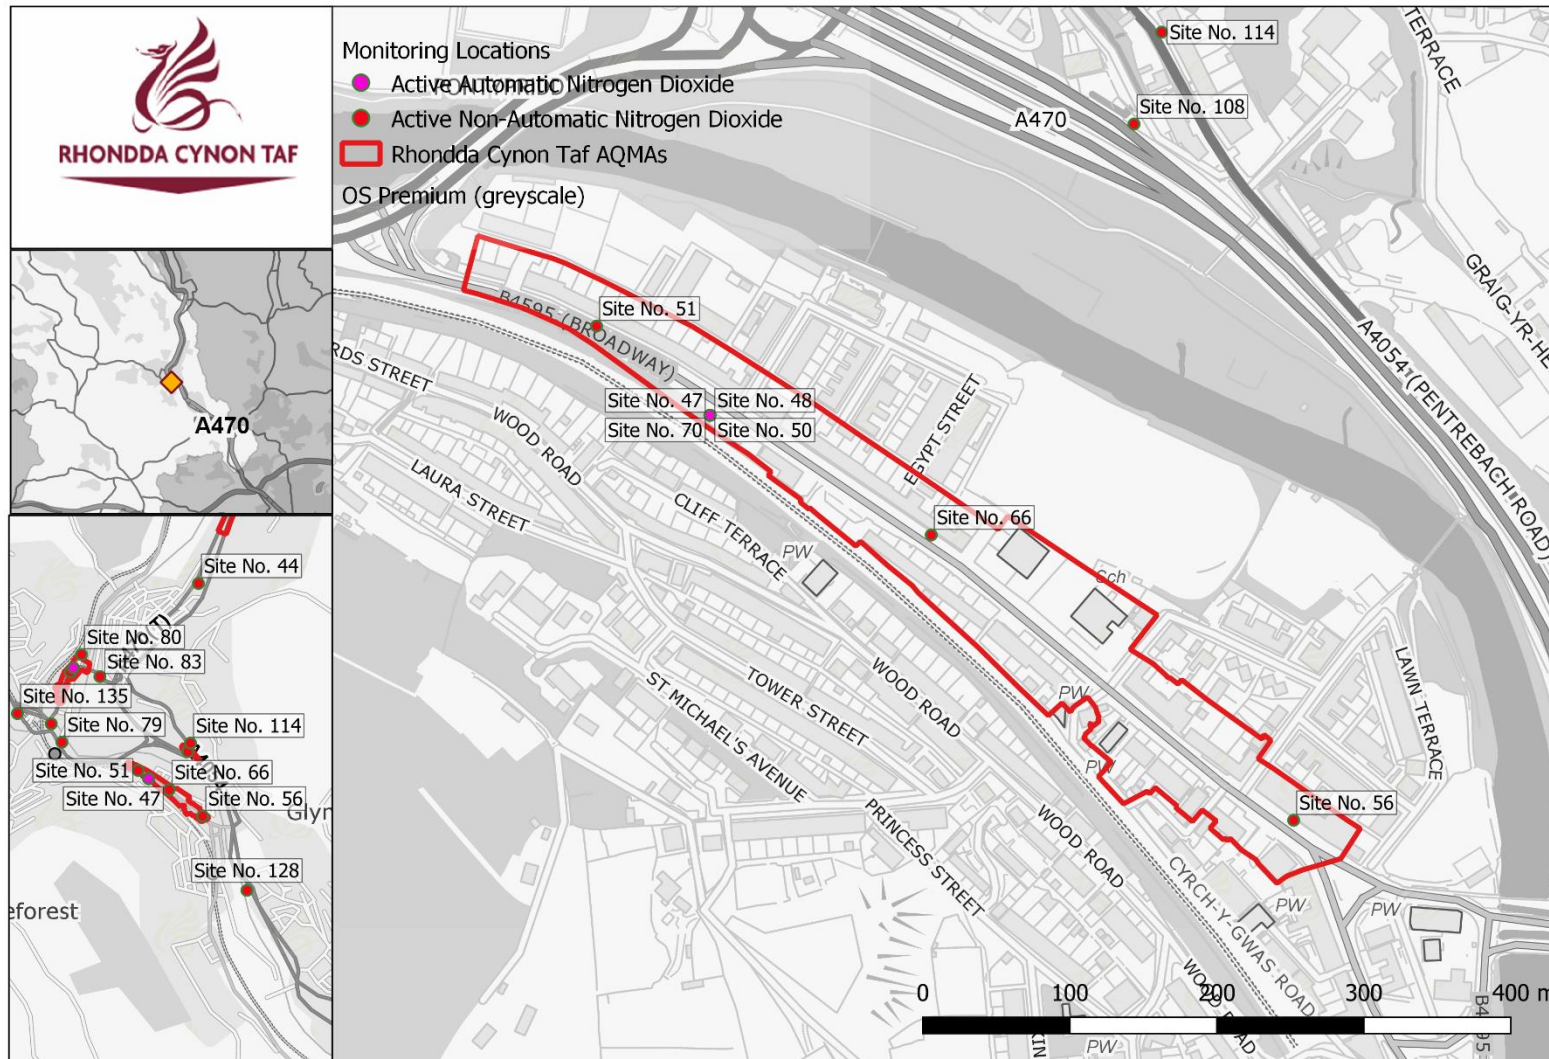 RHONDDA CYNON TAF
A470
Site No. 44
Site No. 80
Site No. 83
Site No. 135
Site No. 79
Site No. 114
Site No. 51
Site No. 66
Site No. 47
Site No. 56
Site No. 128
eforest
Monitoring Locations
Active Automatic Nitrogen Dioxide
Active Non-Automatic Nitrogen Dioxide
Rhondda Cynon Taf AQMAs
OS Premium (greyscale)
Site No. 114
Site No. 108
A470
TERRACE
GRAIG-YR-HE
A4054 (PENTREBACH ROAD)
B4595 (BROADWAY)
Site No. 51
Site No. 47
Site No. 48
Site No. 70
Site No. 50
RDS STREET
WOOD ROAD
LAURA STREET
CLIFF TERRACE
PW
EGYPT STREET
Site No. 66
Sch
WOOD ROAD
TOWER STREET
ST MICHAEL'S AVENUE
PRINCESS STREET
PW
PW
LAWN TERRACE
Site No. 56
WOOD ROAD
CYRCH-Y-GWAS ROAD
PW
PW
WOOD ROAD
PW
KIN
B4595
0 100 200 300 400 m